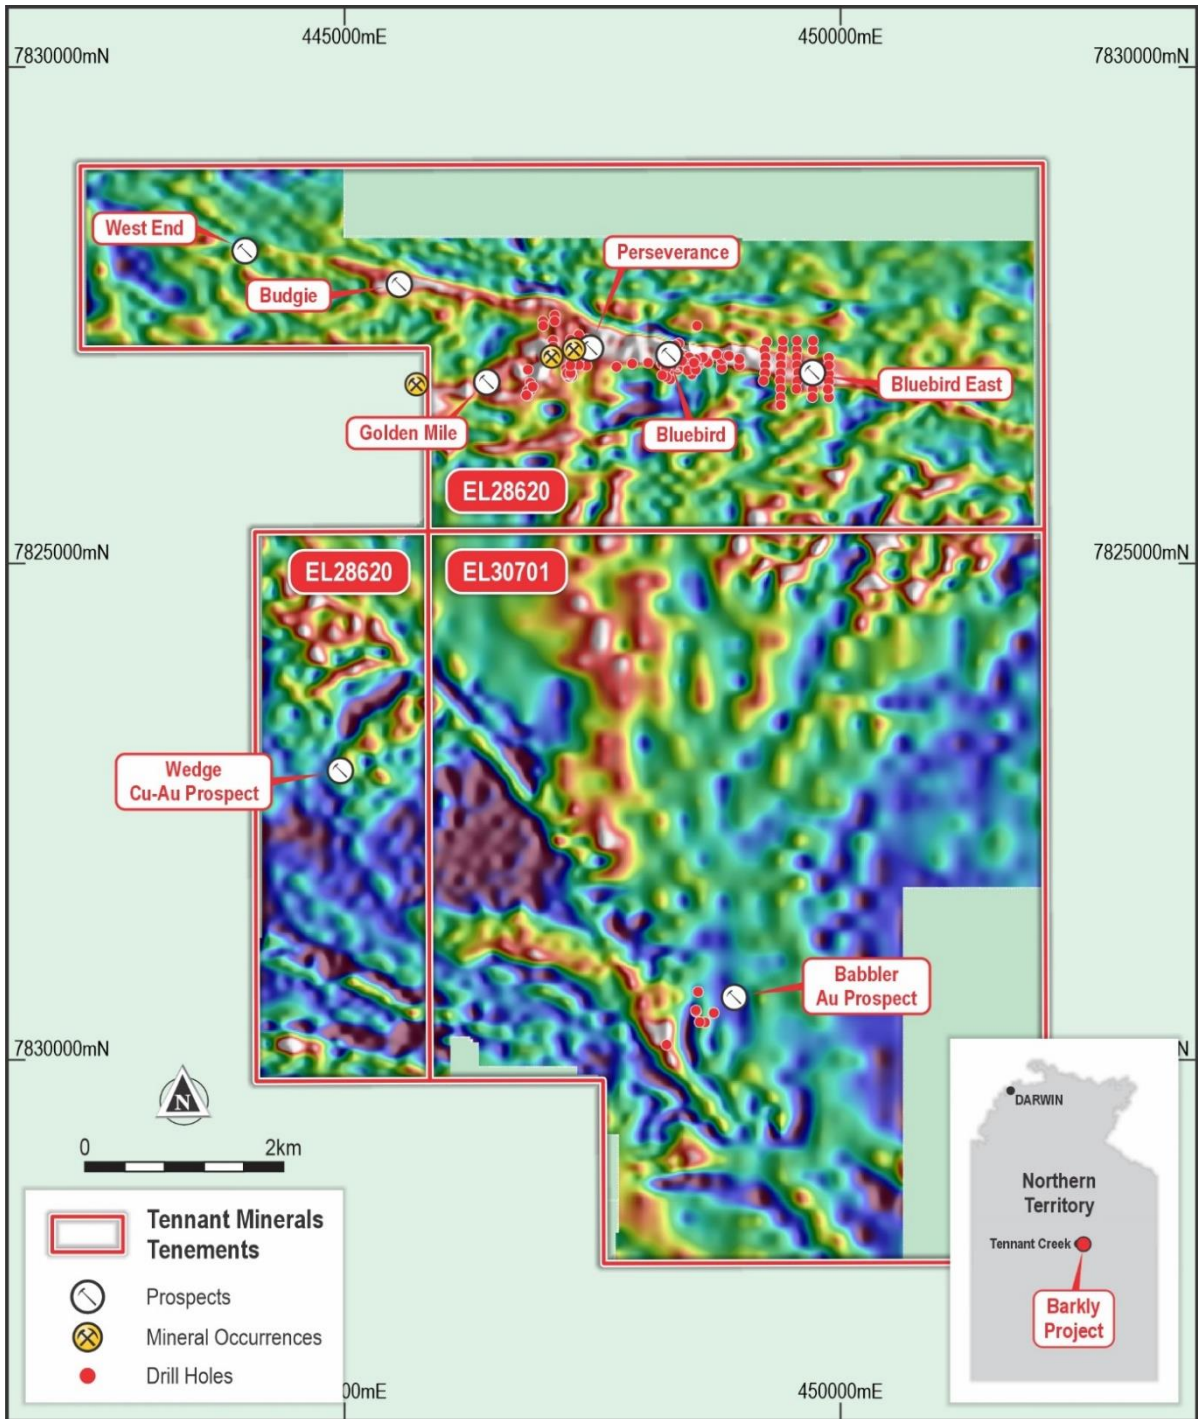 445000mE
450000mE
7830000mN
7830000mN
West End
Budgie
Perseverance
Golden Mile
Bluebird
Bluebird East
EL28620
7825000mN
7825000mN
EL28620
EL30701
Wedge
Cu-Au Prospect
Babbler
Au Prospect
7830000mN
N
N
0
2km
DARWIN
Northern
Territory
Tennant Creek
Barkly
Project
Tennant Minerals
Tenements
Prospects
Mineral Occurrences
Drill Holes
000mE
450000mE